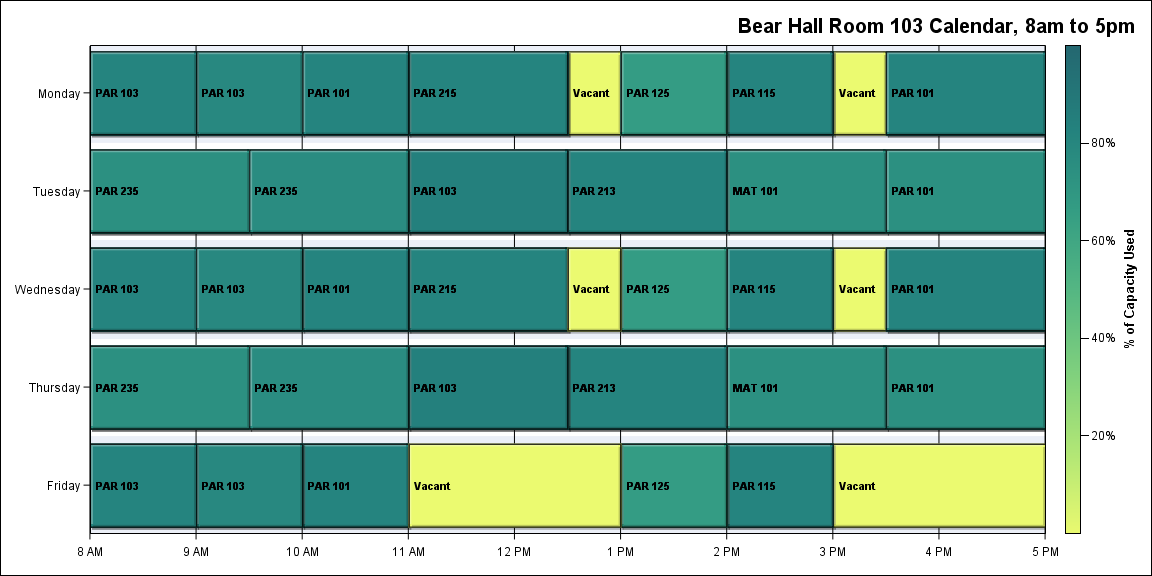 Bear Hall Room 103 Calendar, 8am to 5pm
Monday PAR 103 PAR 103 PAR 101 PAR 215 Vacant PAR 125 PAR 115 Vacant PAR 101
80%
Tuesday PAR 235 PAR 235 PAR 103 PAR 213 MAT 101 PAR 101
60%
% of Capacity Used
Wednesday PAR 103 PAR 103 PAR 101 PAR 215 Vacant PAR 125 PAR 115 Vacant PAR 101
40%
Thursday PAR 235 PAR 235 PAR 103 PAR 213 MAT 101 PAR 101
20%
Friday PAR 103 PAR 103 PAR 101 Vacant PAR 125 PAR 115 Vacant
8 AM 9 AM 10 AM 11 AM 12 PM 1 PM 2 PM 3 PM 4 PM 5 PM